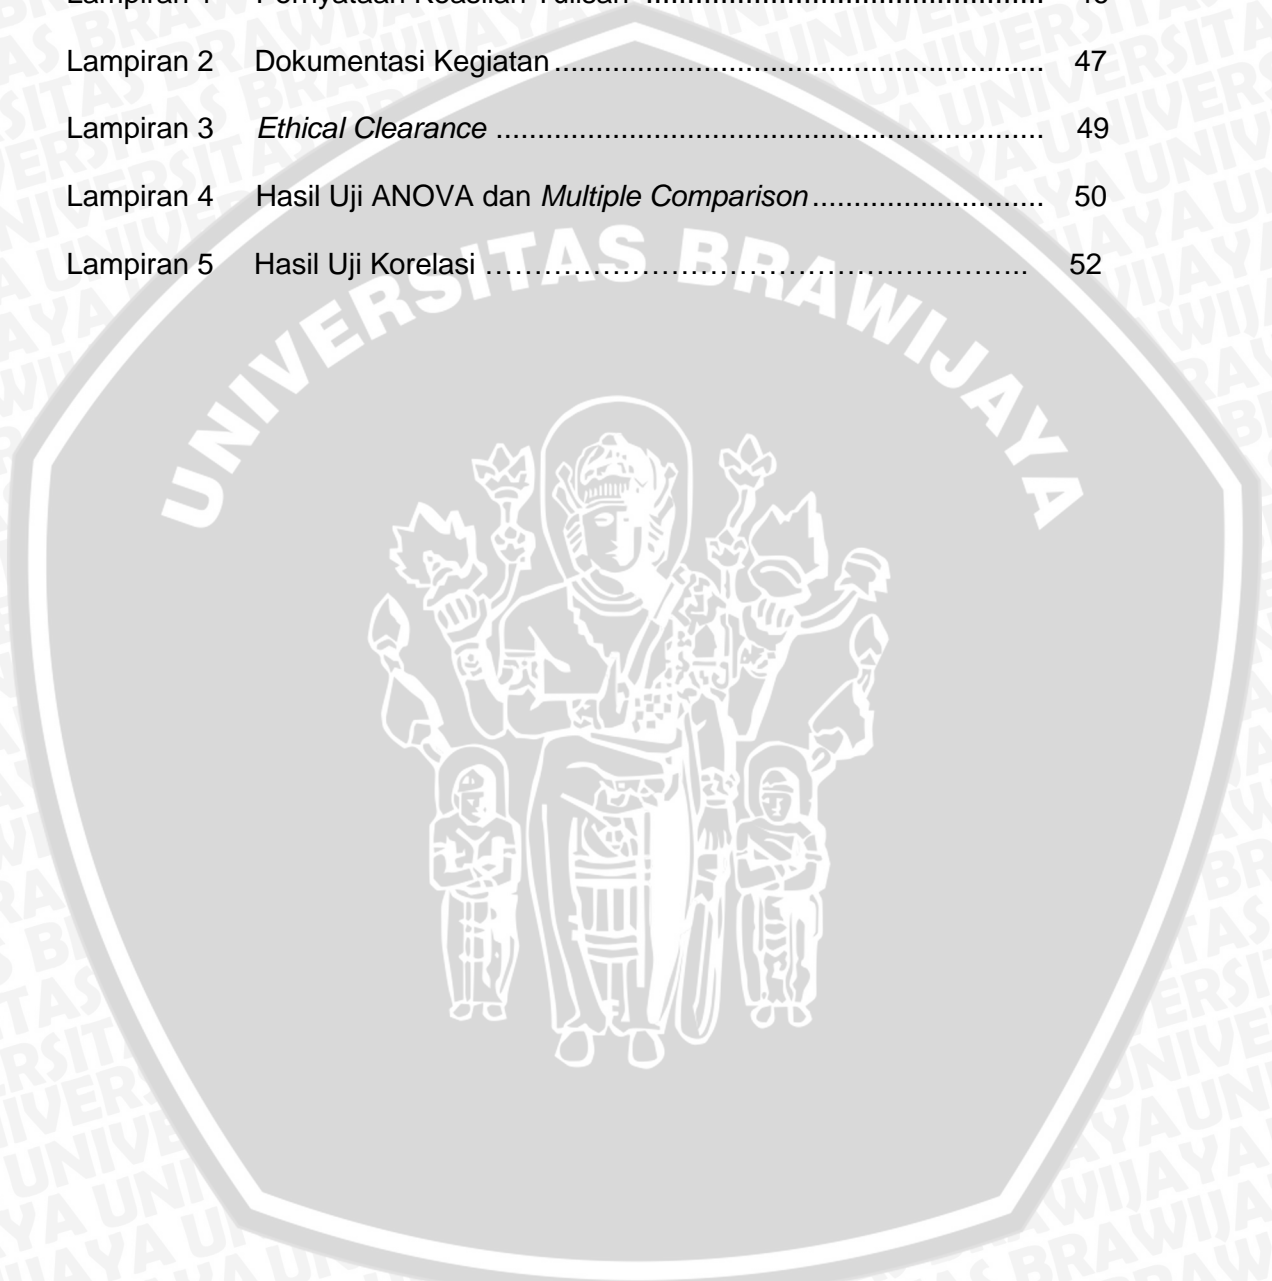 Lampiran 2 Dokumentasi Kegiatan............................................................ 47
Lampiran 3 Ethical Clearance ................................................................... 49
Lampiran 4 Hasil Uji ANOVA dan Multiple Comparison............................ 50
Lampiran 5 Hasil Uji Korelasi ……………………………………………………….. 52
UNIVERSITAS BRAWIJAYA